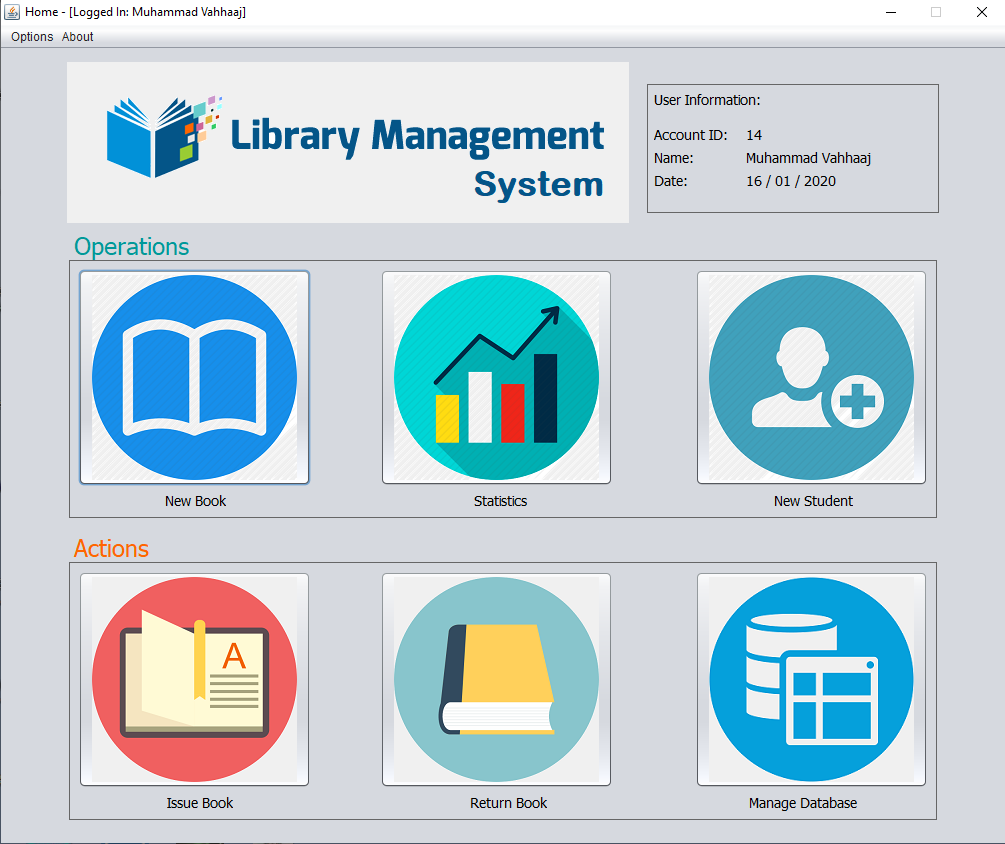 Home - [Logged In: Muhammad Vahhaaj]
Options About
Library Management
System
User Information:
Account ID: 14
Name: Muhammad Vahhaaj
Date: 16 / 01 / 2020
Operations
New Book
Statistics
New Student
Actions
A
Issue Book
Return Book
Manage Database